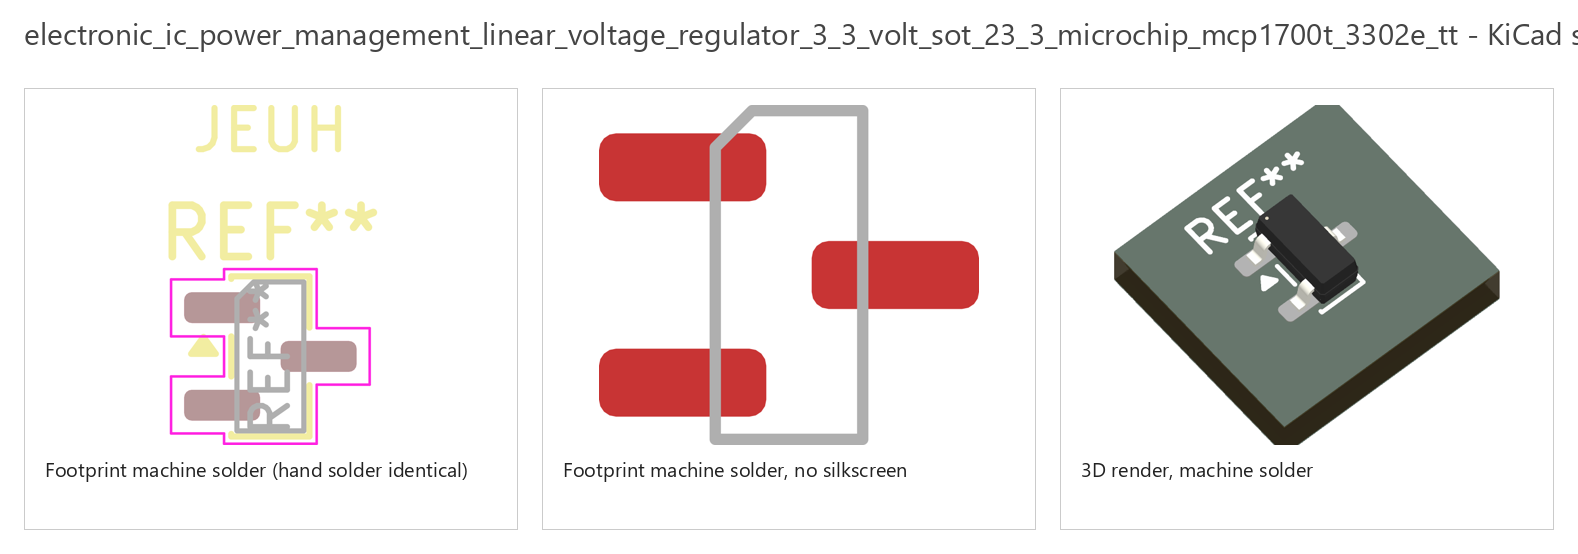 electronic_ic_power_management_linear_voltage_regulator_3_3_volt_sot_23_3_microchip_mcp1700t_3302e_tt - KiCad s
JEUH
REF**
REF**
Footprint machine solder (hand solder identical)
Footprint machine solder, no silkscreen
REF**
3D render, machine solder